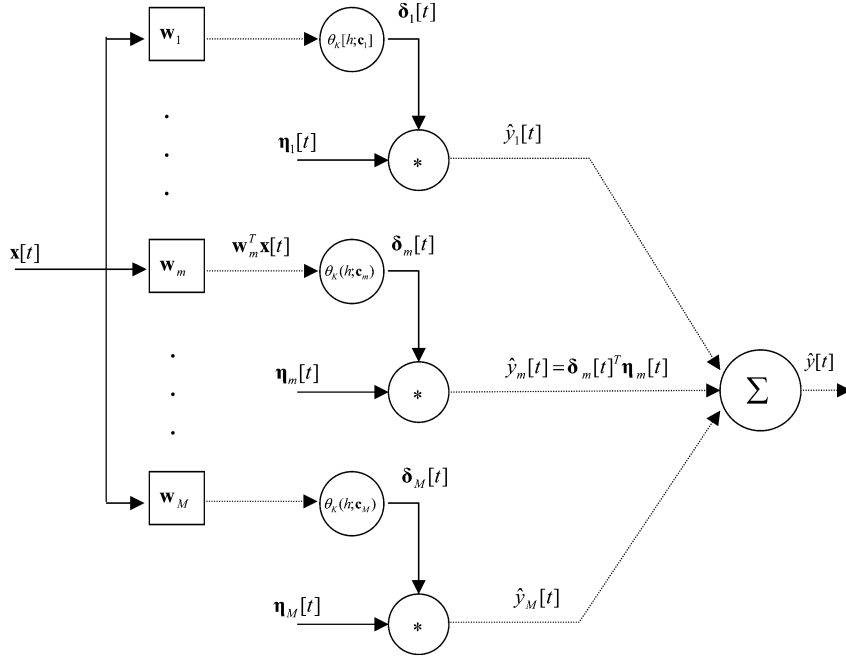 𝛅₁[t]
𝐰₁
θ_K[h;𝐜₁]
𝛈₁[t]
*
ŷ₁[t]
𝐱[t]
𝐰ₘ
𝐰ₘᵀ𝐱[t]
θ_K(h;𝐜ₘ)
𝛅ₘ[t]
𝛈ₘ[t]
*
ŷₘ[t]=𝛅ₘ[t]ᵀ𝛈ₘ[t]
Σ
ŷ[t]
𝐰_M
θ_K(h;𝐜_M)
𝛅_M[t]
𝛈_M[t]
*
ŷ_M[t]